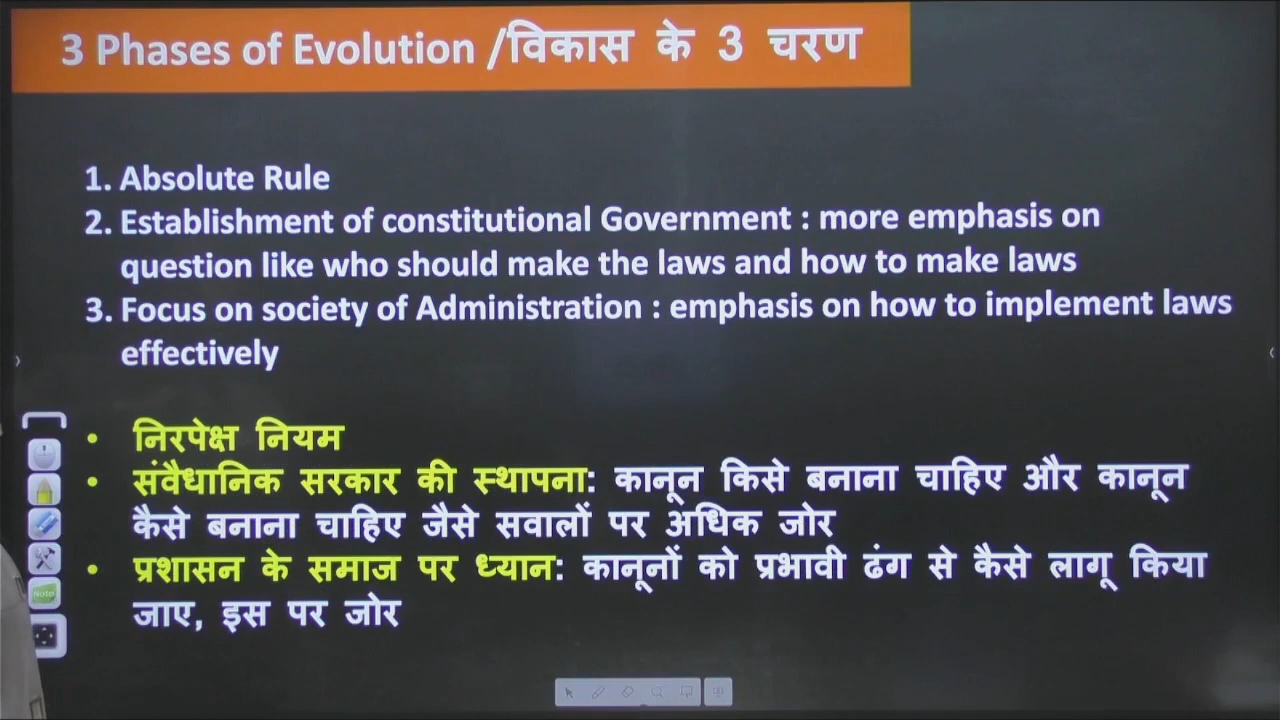 3 Phases of Evolution /विकास के 3 चरण
1. Absolute Rule
2. Establishment of constitutional Government : more emphasis on
question like who should make the laws and how to make laws
3. Focus on society of Administration : emphasis on how to implement laws
effectively
• निरपेक्ष नियम
• संवैधानिक सरकार की स्थापना: कानून किसे बनाना चाहिए और कानून
कैसे बनाना चाहिए जैसे सवालों पर अधिक जोर
• प्रशासन के समाज पर ध्यान: कानूनों को प्रभावी ढंग से कैसे लागू किया
जाए, इस पर जोर
Note